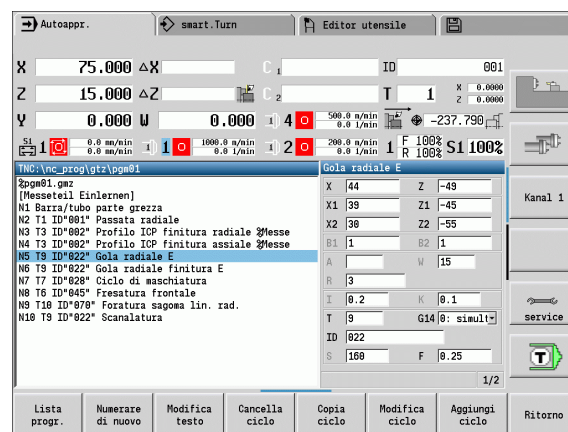 Autoappr. smart.Turn Editor utensile
X 75.000 ΔX C 1 ID 001
Z 15.000 ΔZ C 2 T 1 X 0.0000 Z 0.0000
Y 0.000 W 0.000 4 500.0 m/min 0.0 1/min -237.790
S1 1 0.0 mm/min 0.0 m/min 1 1000.0 m/min 0.0 1/min 2 200.0 m/min 0.0 1/min 1 F 100% R 100% S1 100%
TNC:\nc_prog\gtz\pgm01
%pgm01.gmz
[Messeteil Einlernen]
N1 Barra/tubo parte grezza
N2 T1 ID"001" Passata radiale
N3 T3 ID"002" Profilo ICP finitura radiale %Messe
N4 T3 ID"002" Profilo ICP finitura assiale %Messe
N5 T9 ID"022" Gola radiale E
N6 T9 ID"022" Gola radiale finitura E
N7 T7 ID"028" Ciclo di maschiatura
N8 T6 ID"045" Fresatura frontale
N9 T10 ID"070" Foratura sagoma lin. rad.
N10 T9 ID"022" Scanalatura
Gola radiale E
X 44 Z -49
X1 39 Z1 -45
X2 30 Z2 -55
B1 1 B2 1
A W 15
R 3
I 0.2 K 0.1
T 9 G14 0: simult
ID 022
S 160 F 0.25
1/2
Kanal 1
service
T
Lista progr.
Numerare di nuovo
Modifica testo
Cancella ciclo
Copia ciclo
Modifica ciclo
Aggiungi ciclo
Ritorno